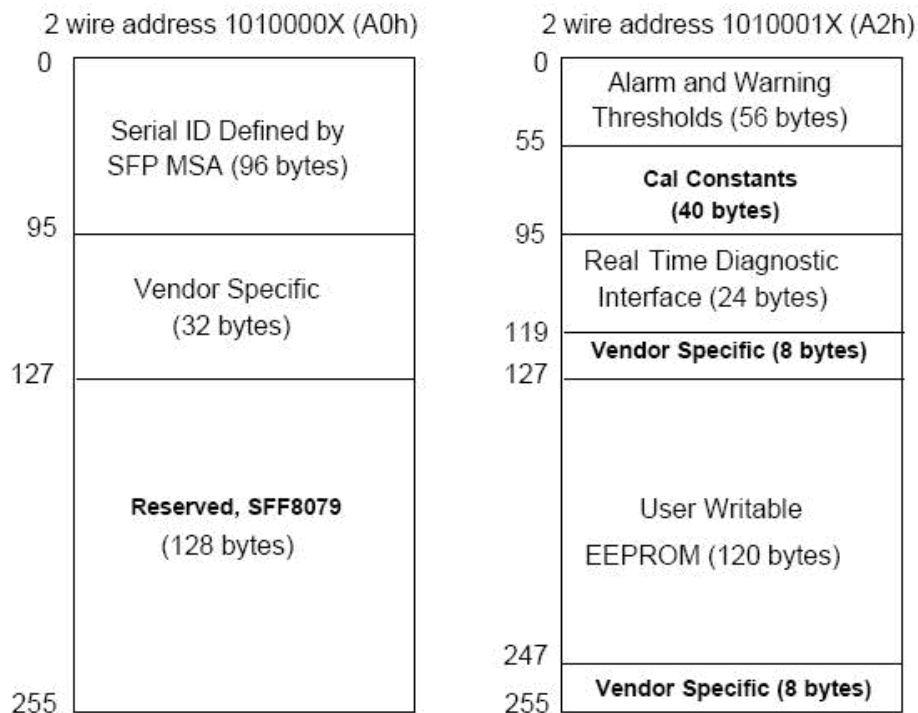 2 wire address 1010000X (A0h)
0
Serial ID Defined by
SFP MSA (96 bytes)
95
Vendor Specific
(32 bytes)
127
Reserved, SFF8079
(128 bytes)
255
2 wire address 1010001X (A2h)
0
Alarm and Warning
Thresholds (56 bytes)
55
Cal Constants
(40 bytes)
95
Real Time Diagnostic
Interface (24 bytes)
119
Vendor Specific (8 bytes)
127
User Writable
EEPROM (120 bytes)
247
Vendor Specific (8 bytes)
255